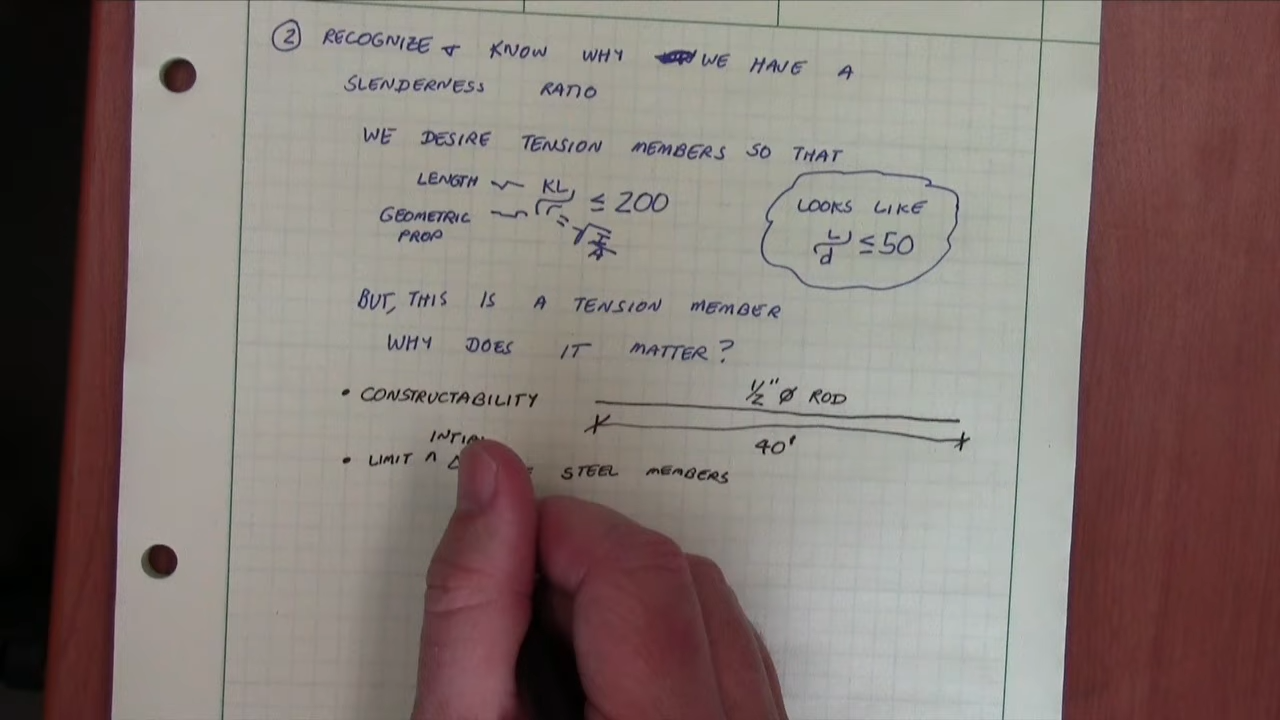 ② RECOGNIZE & KNOW WHY WE HAVE A
SLENDERNESS RATIO
WE DESIRE TENSION MEMBERS SO THAT
LENGTH KL/r ≤ 200
GEOMETRIC PROP
r = √(I/A)
LOOKS LIKE
L/d ≤ 50
BUT, THIS IS A TENSION MEMBER
WHY DOES IT MATTER?
• CONSTRUCTABILITY
1/2" Ø ROD
40'
• LIMIT ^ Δ STEEL MEMBERS